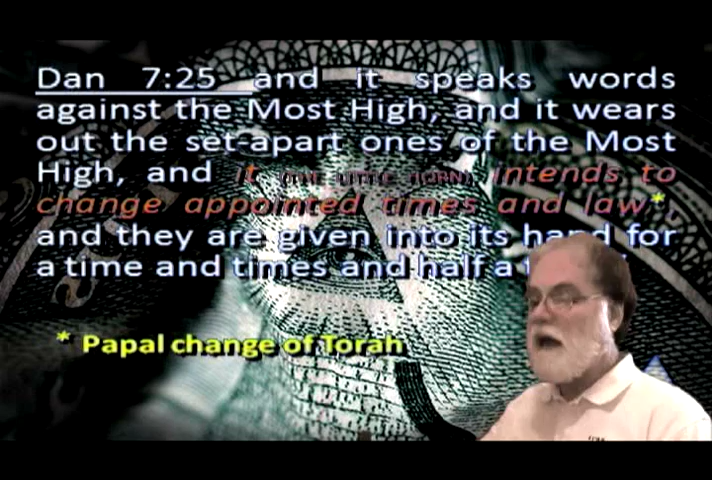 Dan 7:25 and it speaks words
against the Most High, and it wears
out the set-apart ones of the Most
High, and it (THE LITTLE HORN) intends to
change appointed times and law*,
and they are given into its hand for
a time and times and half a
* Papal change of Torah